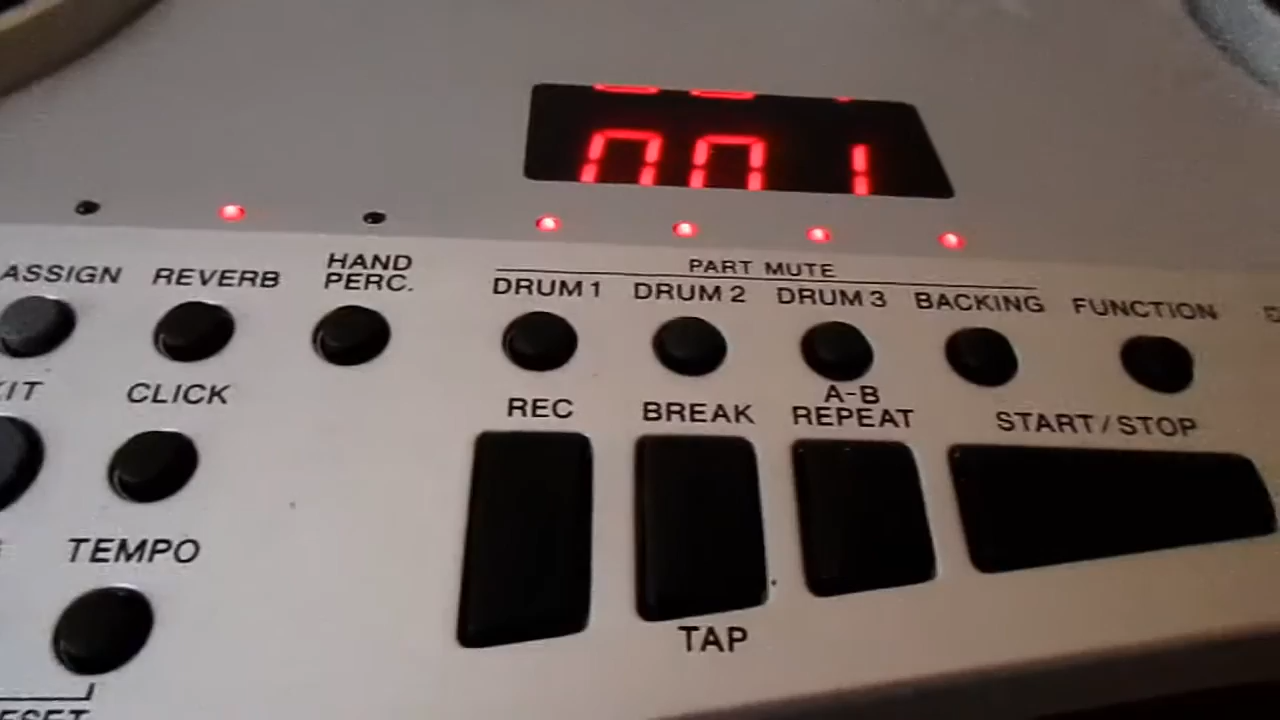 001
ASSIGN REVERB HAND PERC.
PART MUTE
DRUM 1 DRUM 2 DRUM 3 BACKING FUNCTION
CLICK
REC BREAK A-B REPEAT START/STOP
TEMPO
TAP